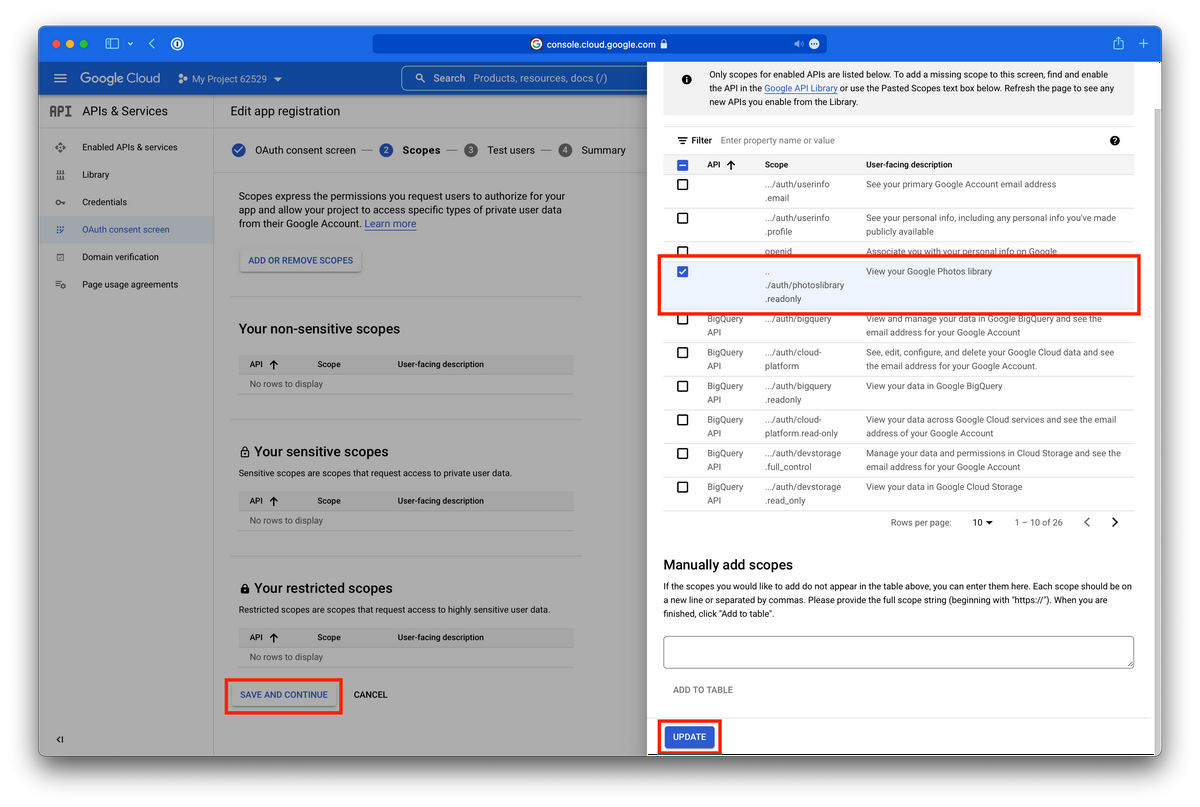 console.cloud.google.com
Google Cloud
My Project 62529
Search Products, resources, docs (/)
API APIs & Services
Enabled APIs & services
Library
Credentials
OAuth consent screen
Domain verification
Page usage agreements
Edit app registration
OAuth consent screen — 2 Scopes — 3 Test users — 4 Summary
Scopes express the permissions you request users to authorize for your
app and allow your project to access specific types of private user data
from their Google Account. Learn more
ADD OR REMOVE SCOPES
Your non-sensitive scopes
API Scope User-facing description
No rows to display
Your sensitive scopes
Sensitive scopes are scopes that request access to private user data.
API Scope User-facing description
No rows to display
Your restricted scopes
Restricted scopes are scopes that request access to highly sensitive user data.
API Scope User-facing description
No rows to display
SAVE AND CONTINUE CANCEL
Only scopes for enabled APIs are listed below. To add a missing scope to this screen, find and enable
the API in the Google API Library or use the Pasted Scopes text box below. Refresh the page to see any
new APIs you enable from the Library.
Filter Enter property name or value
API Scope User-facing description
.../auth/userinfo See your primary Google Account email address
.email
.../auth/userinfo See your personal info, including any personal info you've made
.profile publicly available
openid Associate you with your personal info on Google
.. View your Google Photos library
./auth/photoslibrary
.readonly
BigQuery .../auth/bigquery View and manage your data in Google BigQuery and see the
API email address for your Google Account
BigQuery .../auth/cloud- See, edit, configure, and delete your Google Cloud data and see
API platform the email address for your Google Account.
BigQuery .../auth/bigquery View your data in Google BigQuery
API .readonly
BigQuery .../auth/cloud- View your data across Google Cloud services and see the email
API platform.read-only address of your Google Account
BigQuery .../auth/devstorage Manage your data and permissions in Cloud Storage and see the
API .full_control email address for your Google Account
BigQuery .../auth/devstorage View your data in Google Cloud Storage
API .read_only
Rows per page: 10 1 – 10 of 26
Manually add scopes
If the scopes you would like to add do not appear in the table above, you can enter them here. Each scope should be on
a new line or separated by commas. Please provide the full scope string (beginning with "https://"). When you are
finished, click "Add to table".
ADD TO TABLE
UPDATE